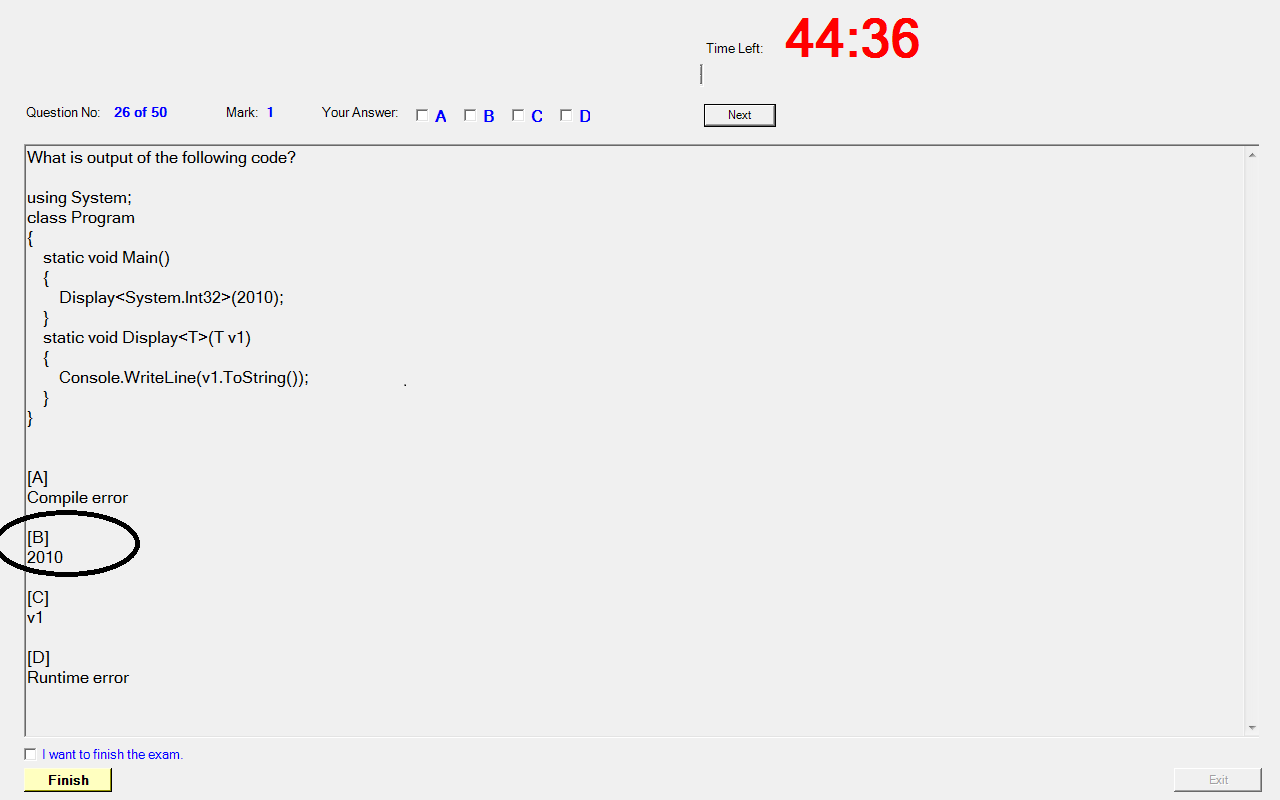 Time Left: 44:36
Question No: 26 of 50 Mark: 1 Your Answer: A B C D Next
What is output of the following code?
using System;
class Program
{
static void Main()
{
Display<System.Int32>(2010);
}
static void Display<T>(T v1)
{
Console.WriteLine(v1.ToString());
}
}
[A]
Compile error
[B]
2010
[C]
v1
[D]
Runtime error
I want to finish the exam.
Finish Exit